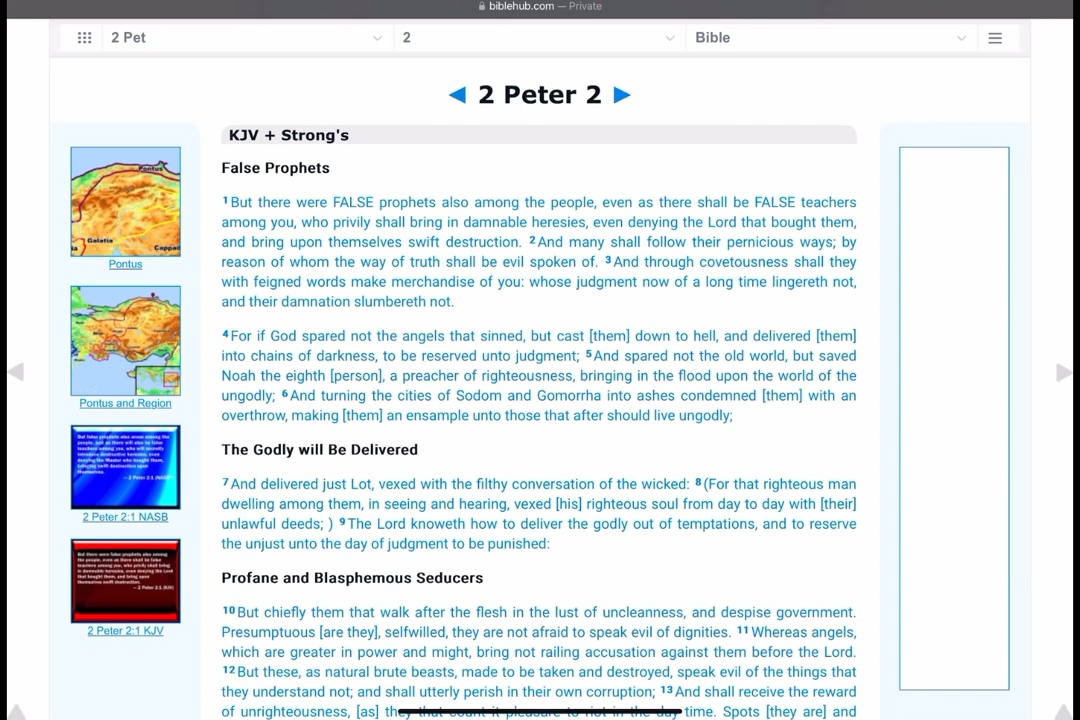 biblehub.com — Private
2 Pet
2
Bible
◄ 2 Peter 2 ►
KJV + Strong's
False Prophets
1But there were FALSE prophets also among the people, even as there shall be FALSE teachers
among you, who privily shall bring in damnable heresies, even denying the Lord that bought them,
and bring upon themselves swift destruction. 2And many shall follow their pernicious ways; by
reason of whom the way of truth shall be evil spoken of. 3And through covetousness shall they
with feigned words make merchandise of you: whose judgment now of a long time lingereth not,
and their damnation slumbereth not.
4For if God spared not the angels that sinned, but cast [them] down to hell, and delivered [them]
into chains of darkness, to be reserved unto judgment; 5And spared not the old world, but saved
Noah the eighth [person], a preacher of righteousness, bringing in the flood upon the world of the
ungodly; 6And turning the cities of Sodom and Gomorrha into ashes condemned [them] with an
overthrow, making [them] an ensample unto those that after should live ungodly;
The Godly will Be Delivered
7And delivered just Lot, vexed with the filthy conversation of the wicked: 8(For that righteous man
dwelling among them, in seeing and hearing, vexed [his] righteous soul from day to day with [their]
unlawful deeds; ) 9The Lord knoweth how to deliver the godly out of temptations, and to reserve
the unjust unto the day of judgment to be punished:
Profane and Blasphemous Seducers
10But chiefly them that walk after the flesh in the lust of uncleanness, and despise government.
Presumptuous [are they], selfwilled, they are not afraid to speak evil of dignities. 11Whereas angels,
which are greater in power and might, bring not railing accusation against them before the Lord.
12But these, as natural brute beasts, made to be taken and destroyed, speak evil of the things that
they understand not; and shall utterly perish in their own corruption; 13And shall receive the reward
of unrighteousness, [as] they that count it pleasure to riot in the day time. Spots [they are] and
Pontus
Galatia
Pontus
Pontus and Region
2 Peter 2:1 NASB
— 2 Peter 2:1 (KJV)
2 Peter 2:1 KJV